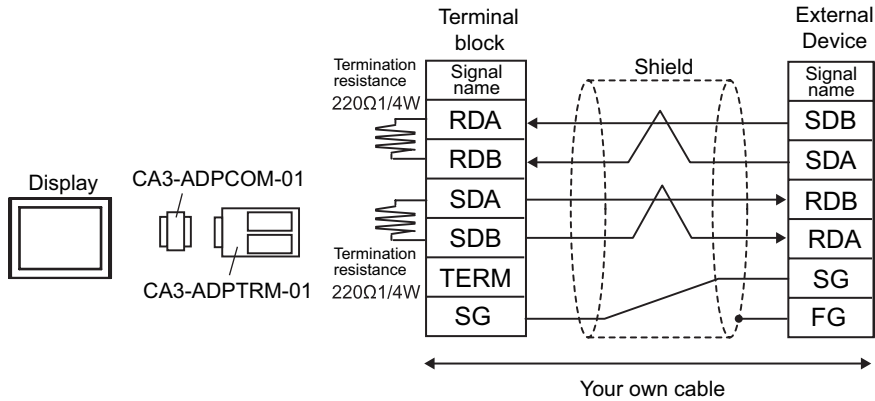 Terminal
block
External
Device
Termination
resistance
220Ω1/4W
Signal
name
Shield
Signal
name
RDA
SDB
RDB
SDA
Display
CA3-ADPCOM-01
SDA
RDB
SDB
RDA
Termination
resistance
220Ω1/4W
CA3-ADPTRM-01
TERM
SG
SG
FG
Your own cable